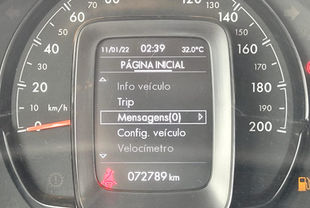 11/01/22 02:39 32.0°C
PÁGINA INICIAL
Info veículo
Trip
Mensagens(0)
Config. veículo
Velocímetro
072789 km
0 20 40 60 80 100 120 140 160 180 200
km/h